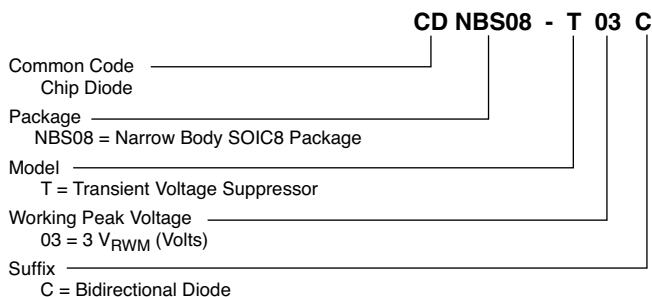 CD NBS08 - T 03 C
Common Code
Chip Diode
Package
NBS08 = Narrow Body SOIC8 Package
Model
T = Transient Voltage Suppressor
Working Peak Voltage
03 = 3 VRWM (Volts)
Suffix
C = Bidirectional Diode